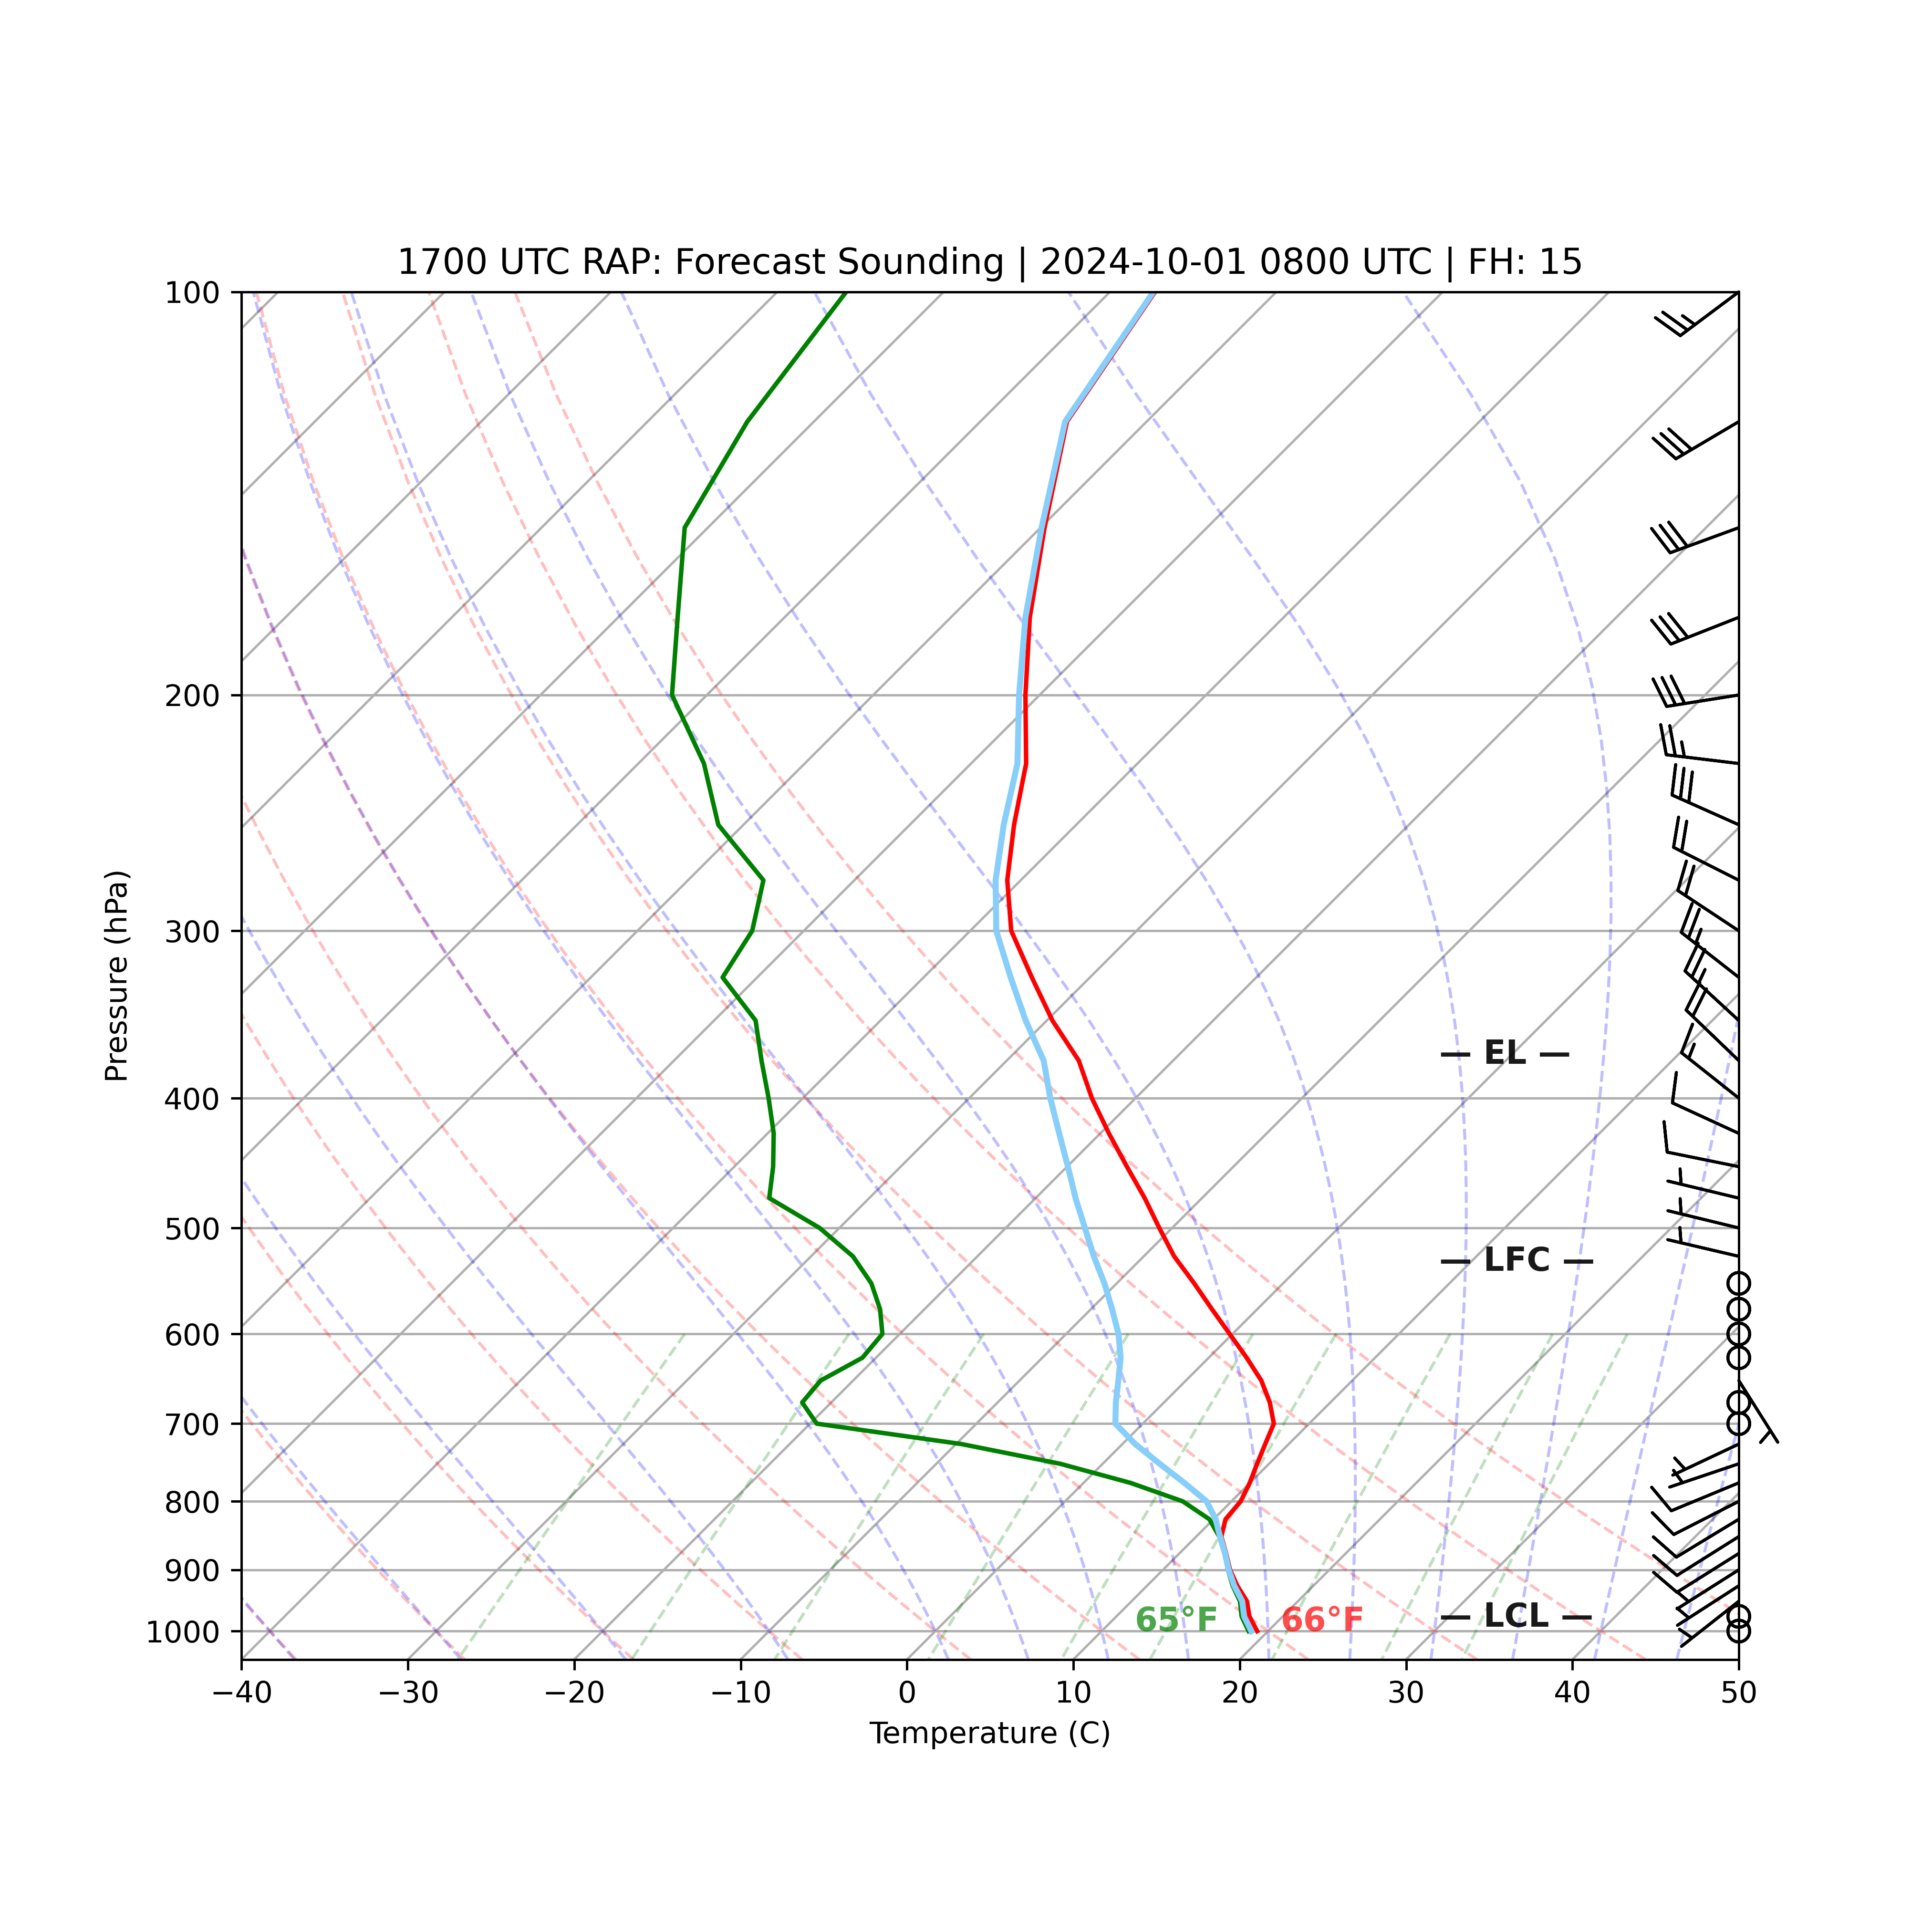 1700 UTC RAP: Forecast Sounding | 2024-10-01 0800 UTC | FH: 15
100
200
300
400
500
600
700
800
900
1000
Pressure (hPa)
— EL —
— LFC —
— LCL —
65°F
66°F
−40 −30 −20 −10 0 10 20 30 40 50
Temperature (C)